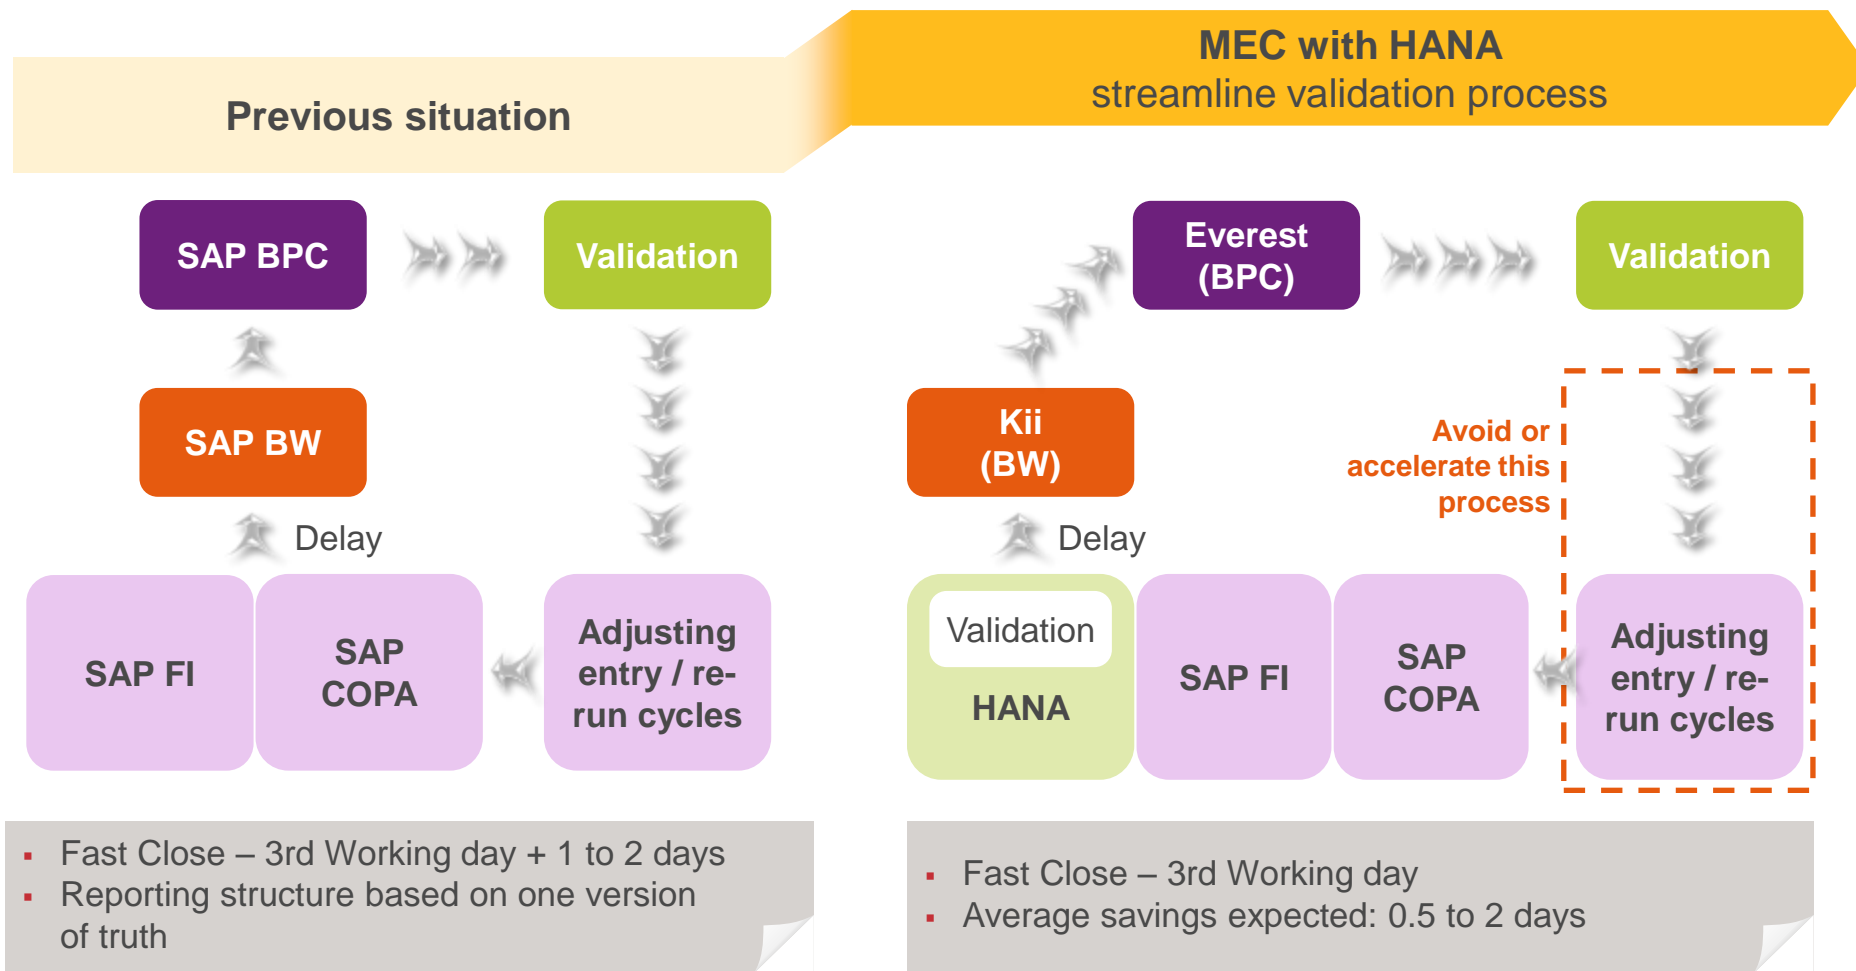 Previous situation
MEC with HANA
streamline validation process
SAP BPC
Validation
SAP BW
Delay
SAP FI
SAP
COPA
Adjusting
entry / re-
run cycles
▪ Fast Close – 3rd Working day + 1 to 2 days
▪ Reporting structure based on one version
of truth
Everest
(BPC)
Validation
Kii
(BW)
Avoid or
accelerate this
process
Delay
Validation
HANA
SAP FI
SAP
COPA
Adjusting
entry / re-
run cycles
▪ Fast Close – 3rd Working day
▪ Average savings expected: 0.5 to 2 days